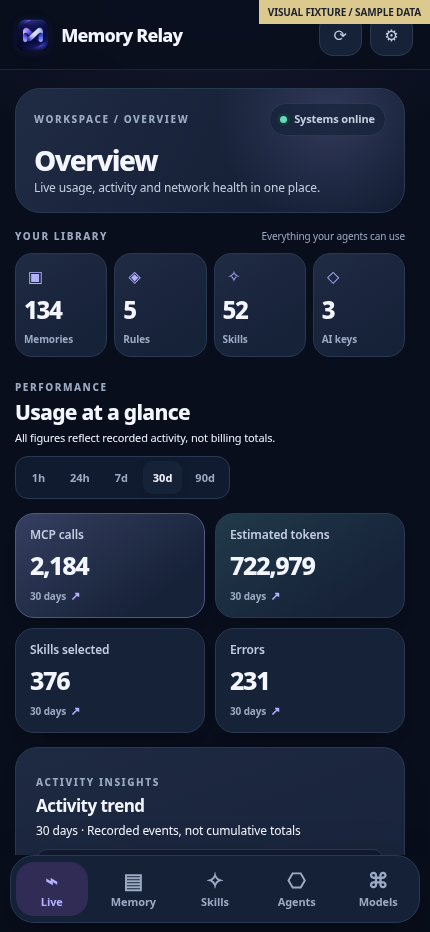 VISUAL FIXTURE / SAMPLE DATA
Memory Relay
WORKSPACE / OVERVIEW
Systems online
Overview
Live usage, activity and network health in one place.
YOUR LIBRARY
Everything your agents can use
134
Memories
5
Rules
52
Skills
3
AI keys
PERFORMANCE
Usage at a glance
All figures reflect recorded activity, not billing totals.
1h 24h 7d 30d 90d
MCP calls
2,184
30 days ↗
Estimated tokens
722,979
30 days ↗
Skills selected
376
30 days ↗
Errors
231
30 days ↗
ACTIVITY INSIGHTS
Activity trend
30 days · Recorded events, not cumulative totals
Live
Memory
Skills
Agents
Models